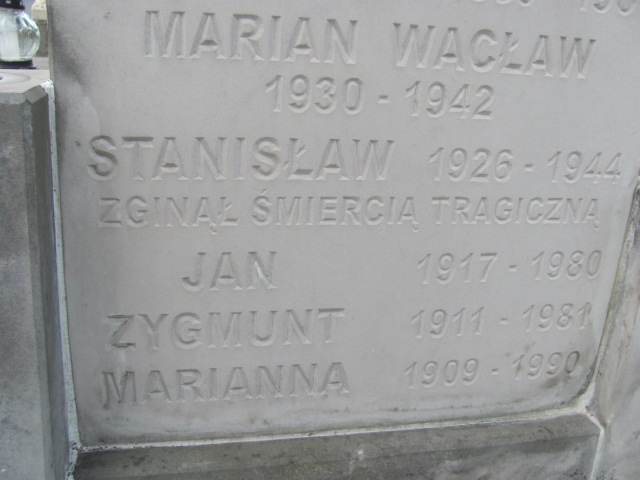 MARIAN WACŁAW
1930 - 1942
STANISŁAW 1926 - 1944
ZGINĄŁ ŚMIERCIĄ TRAGICZNĄ
JAN 1917 - 1980
ZYGMUNT 1911 - 1981
MARIANNA 1909 - 1990